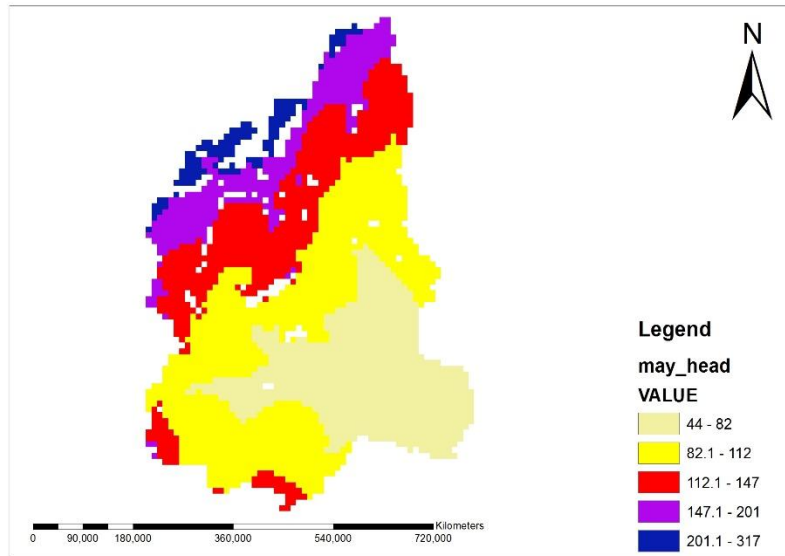 N
Legend
may_head
VALUE
44 - 82
82.1 - 112
112.1 - 147
147.1 - 201
201.1 - 317
Kilometers
0 90,000 180,000 360,000 540,000 720,000